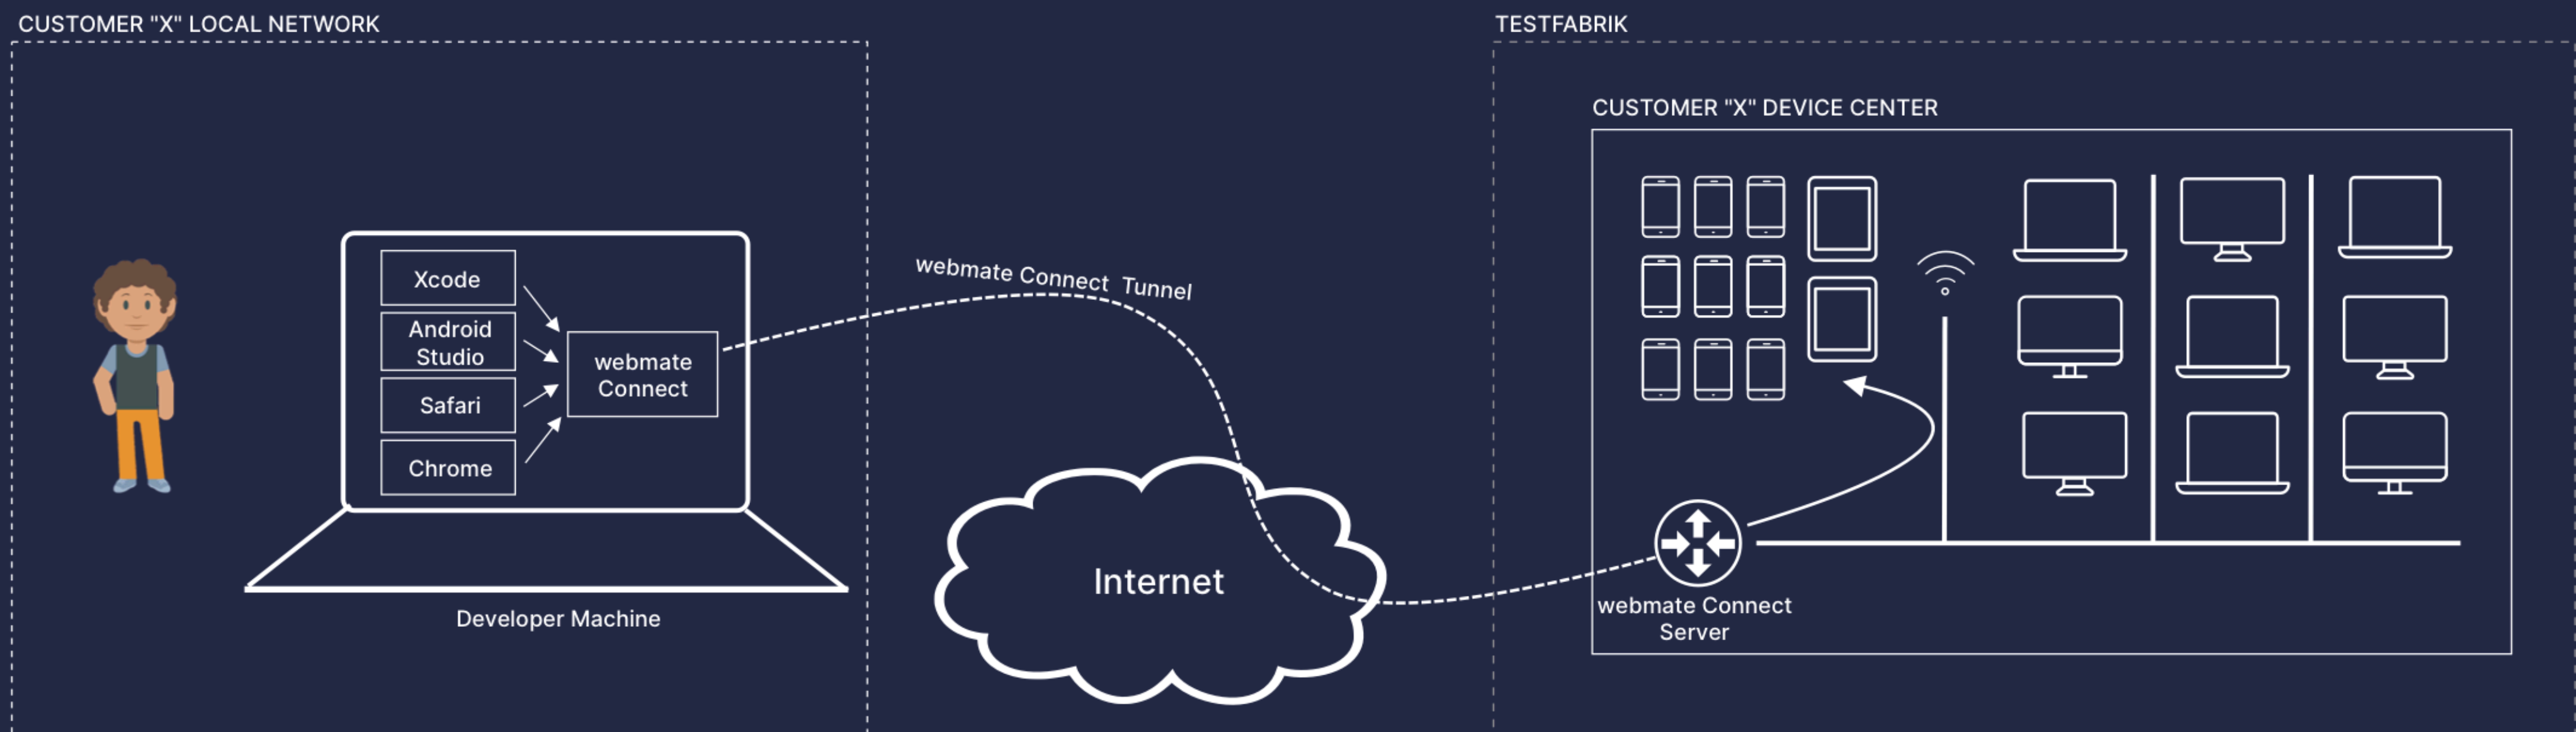 CUSTOMER "X" LOCAL NETWORK
TESTFABRIK
CUSTOMER "X" DEVICE CENTER
Xcode
Android
Studio
Safari
Chrome
webmate
Connect
Developer Machine
webmate Connect Tunnel
Internet
webmate Connect
Server